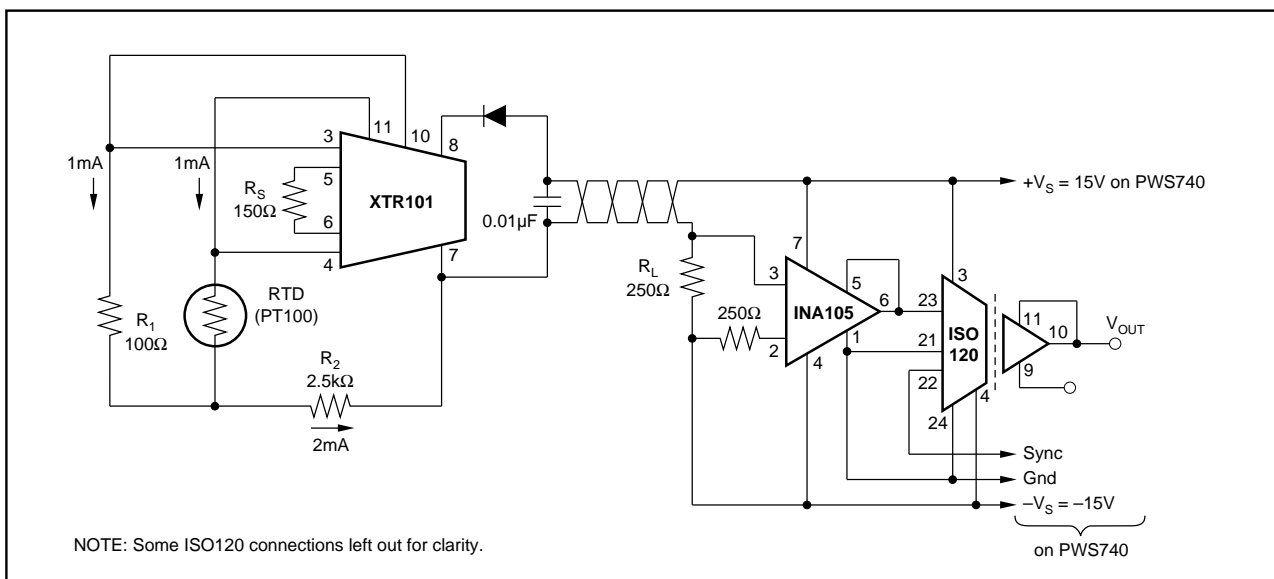 1mA
1mA
3
11
10
8
5
6
4
7
R_S
150Ω
XTR101
0.01µF
RTD
(PT100)
R_1
100Ω
R_2
2.5kΩ
2mA
R_L
250Ω
250Ω
3
2
7
5
6
1
4
INA105
23
21
22
24
3
4
ISO
120
11
10
9
V_OUT
+V_S = 15V on PWS740
Sync
Gnd
–V_S = –15V
on PWS740
NOTE: Some ISO120 connections left out for clarity.